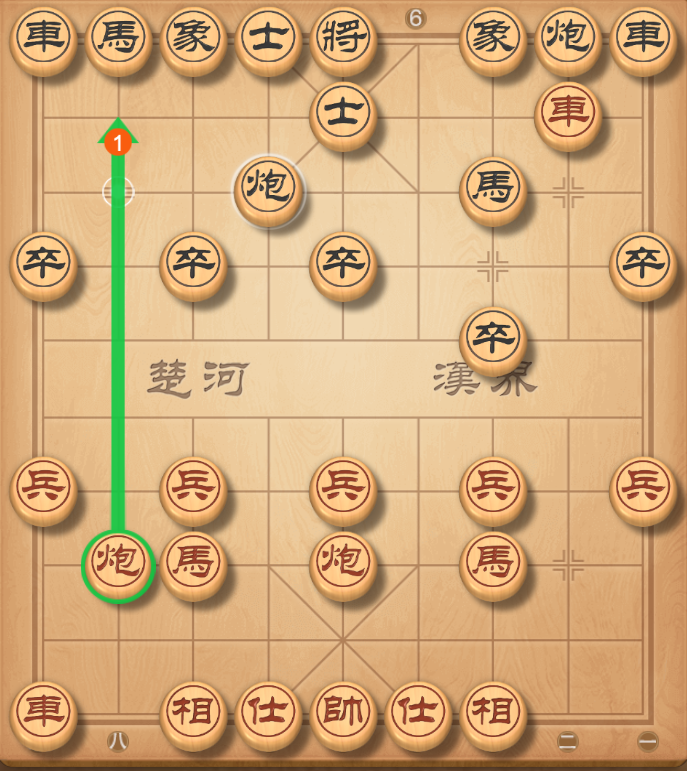 6
車 馬 象 士 將 象 炮 車
士 車
1
炮 馬
卒 卒 卒 卒
卒
楚河 漢界
兵 兵 兵 兵 兵
炮 馬 炮 馬
車 相 仕 帥 仕 相
八 二 一